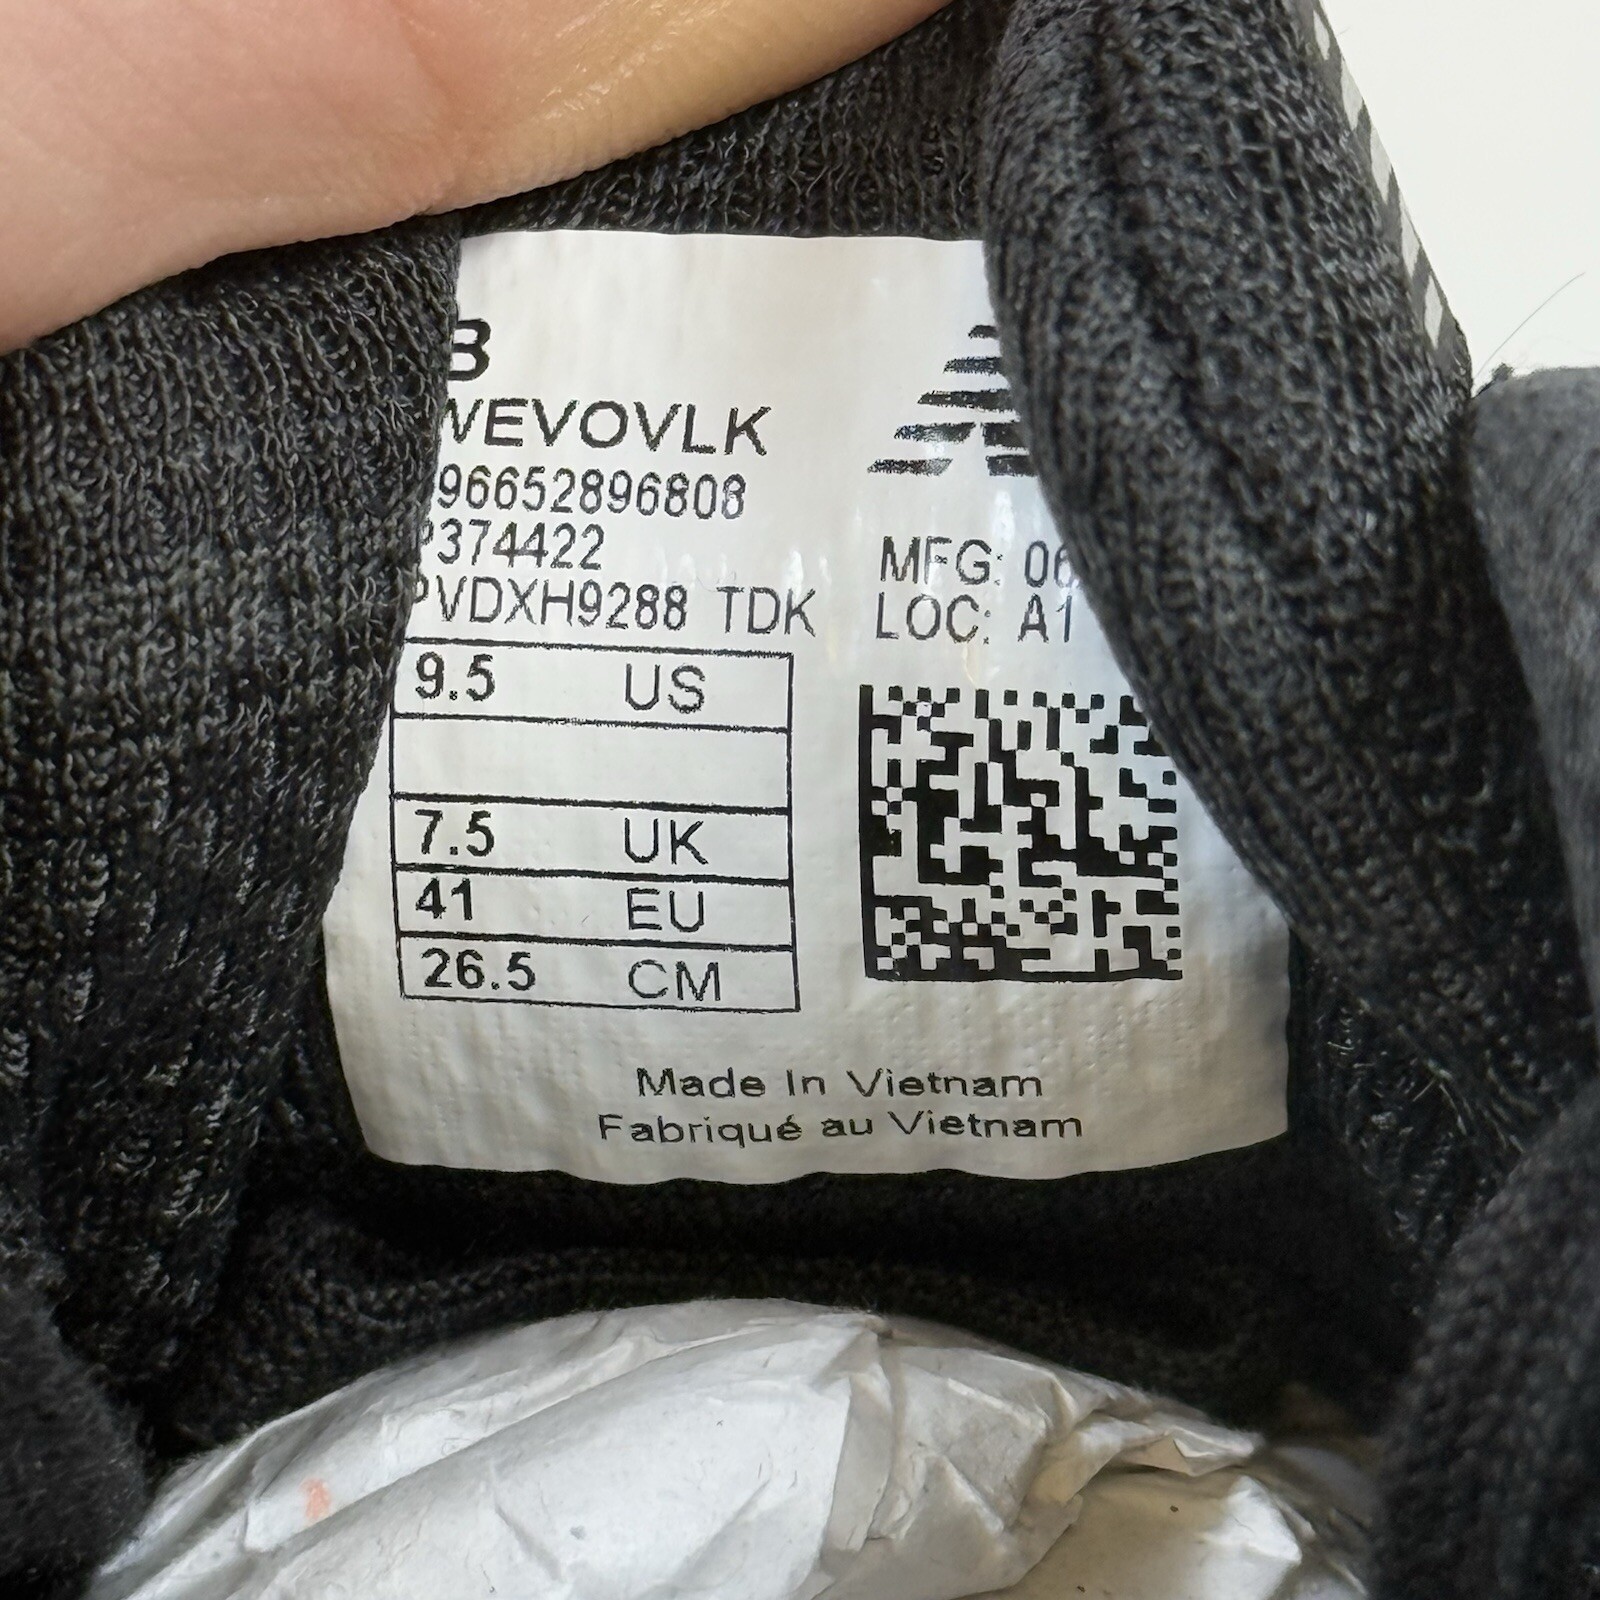 B
WEVOVLK
96652896808
P374422
PVDXH9288 TDK
MFG: 06
LOC: A1
9.5 US
7.5 UK
41 EU
26.5 CM
Made In Vietnam
Fabriqué au Vietnam